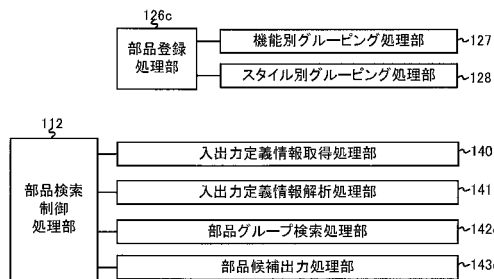 126c
部品登録
処理部
機能別グルーピング処理部
127
スタイル別グルーピング処理部
128
112
部品検索
制御
処理部
入出力定義情報取得処理部
140
入出力定義情報解析処理部
141
部品グループ検索処理部
142c
部品候補出力処理部